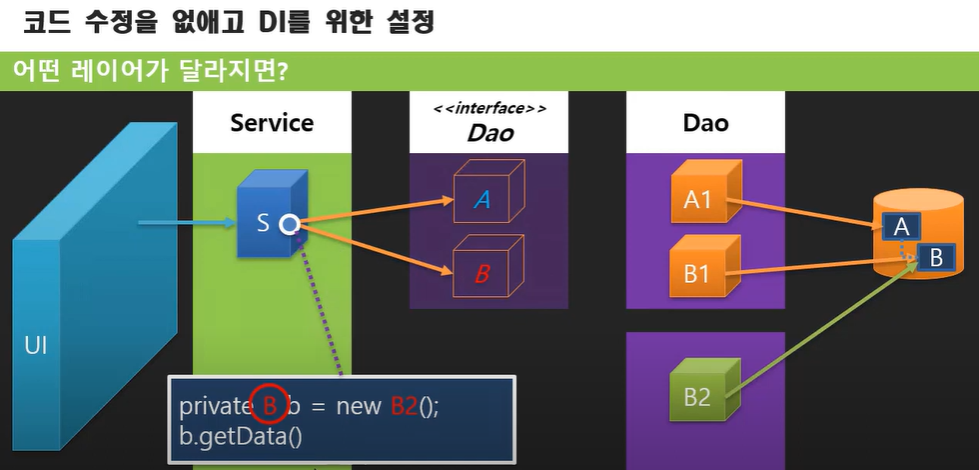 코드 수정을 없애고 DI를 위한 설정
어떤 레이어가 달라지면?
Service
<<interface>>
Dao
Dao
UI
S
A
B
A1
B1
B2
A
B
private B b = new B2();
b.getData()